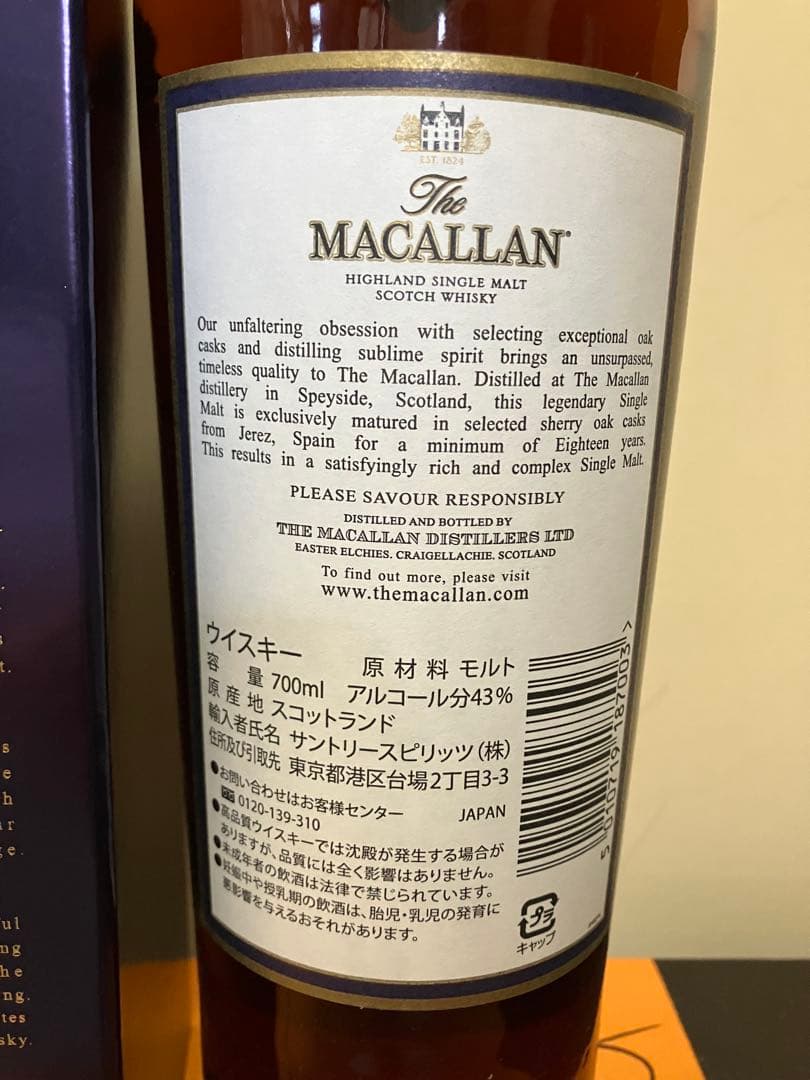 EST. 1824
The
MACALLAN
HIGHLAND SINGLE MALT
SCOTCH WHISKY
Our unfaltering obsession with selecting exceptional oak
casks and distilling sublime spirit brings an unsurpassed,
timeless quality to The Macallan. Distilled at The Macallan
distillery in Speyside, Scotland, this legendary Single
Malt is exclusively matured in selected sherry oak casks
from Jerez, Spain for a minimum of Eighteen years.
This results in a satisfyingly rich and complex Single Malt.
PLEASE SAVOUR RESPONSIBLY
DISTILLED AND BOTTLED BY
THE MACALLAN DISTILLERS LTD
EASTER ELCHIES. CRAIGELLACHIE. SCOTLAND
To find out more, please visit
www.themacallan.com
ウイスキー 原材料 モルト
容量 700ml アルコール分43%
原産地 スコットランド
輸入者氏名 サントリースピリッツ(株)
住所及び引取先 東京都港区台場2丁目3-3
●お問い合わせはお客様センター
0120-139-310 JAPAN
●高品質ウイスキーでは沈殿が発生する場合が
ありますが、品質には全く影響はありません。
●未成年者の飲酒は法律で禁じられています。
●妊娠中や授乳期の飲酒は、胎児・乳児の発育に
悪影響を与えるおそれがあります。
5 010719 187003 >
プラ
キャップ
ge.
ul
ng
he
ng.
tes
sky.